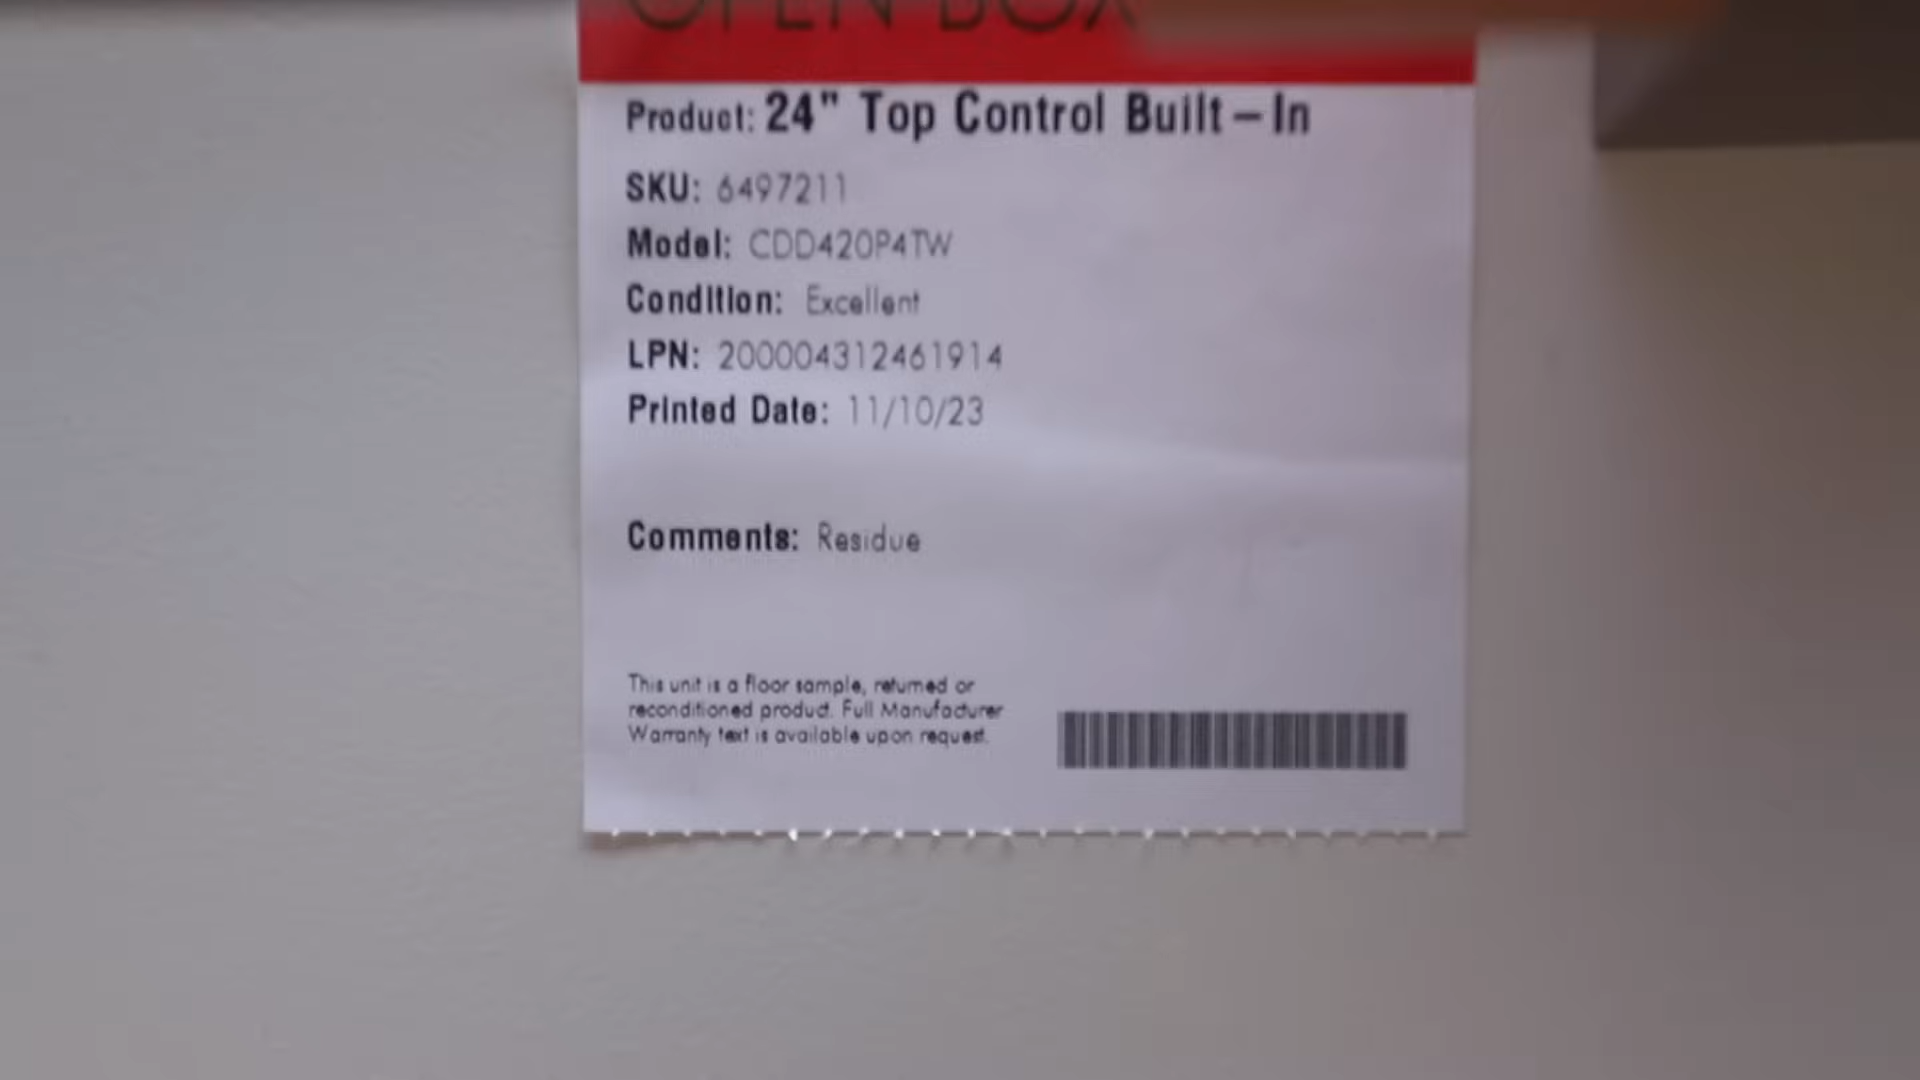 OPEN BOX
Product: 24" Top Control Built-In
SKU: 6497211
Model: CDD420P4TW
Condition: Excellent
LPN: 200004312461914
Printed Date: 11/10/23
Comments: Residue
This unit is a floor sample, returned or
reconditioned product. Full Manufacturer
Warranty text is available upon request.